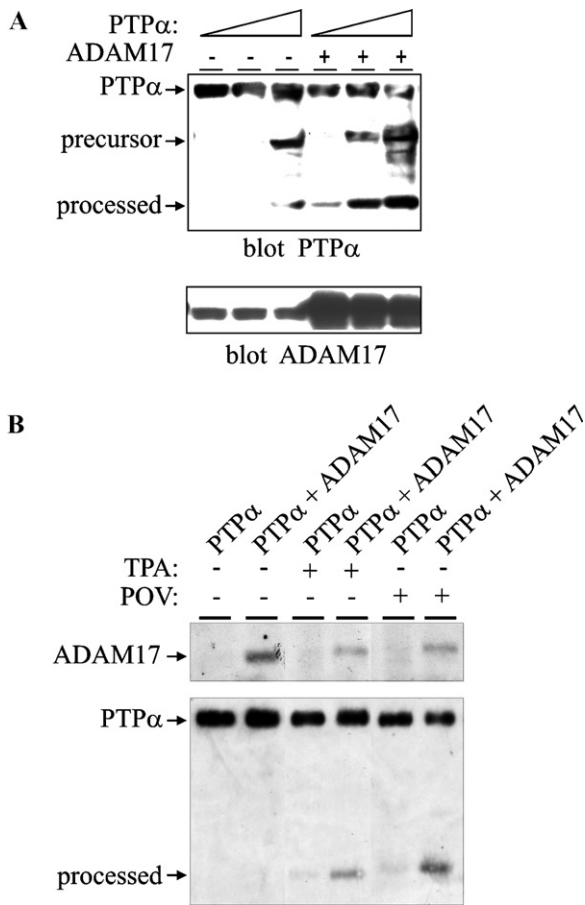 A
PTPα:
ADAM17 - - - + + +
PTPα
precursor
processed
blot PTPα
blot ADAM17
B
PTPα PTPα + ADAM17 PTPα PTPα + ADAM17 PTPα PTPα + ADAM17
TPA: - - + + - -
POV: - - - - + +
ADAM17
PTPα
processed